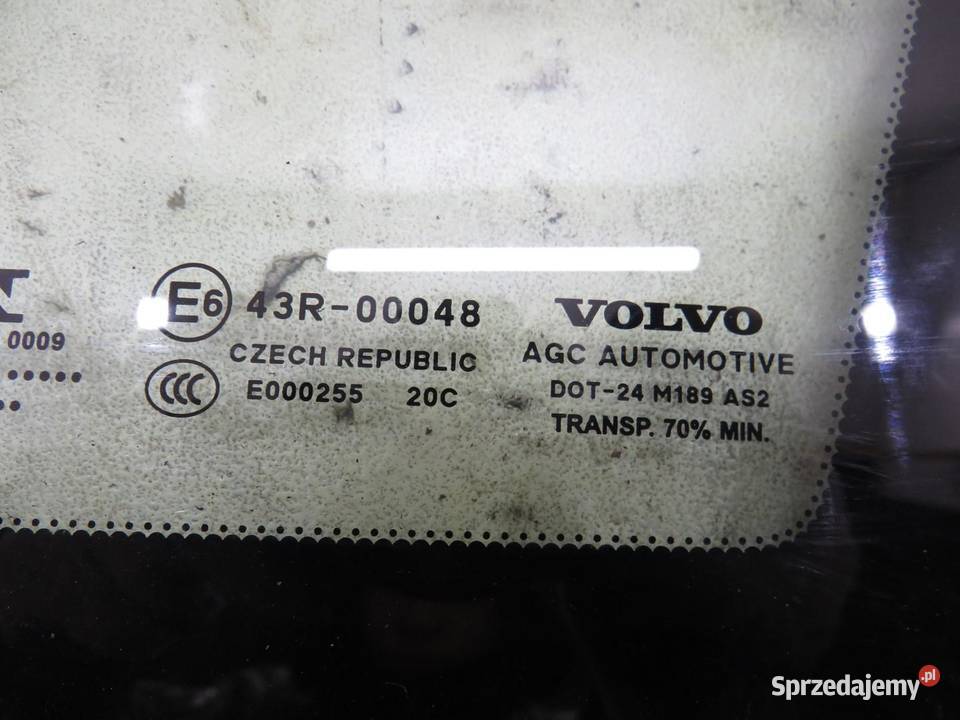 E6 43R-00048
CZECH REPUBLIC
CCC E000255 20C
0009
VOLVO
AGC AUTOMOTIVE
DOT-24 M189 AS2
TRANSP. 70% MIN.
Sprzedajemy.pl